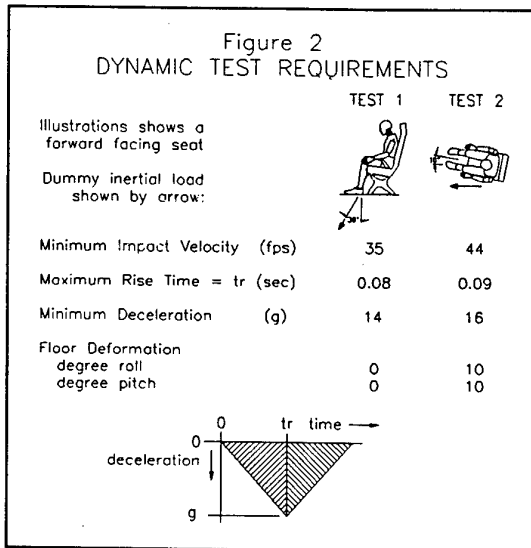 Figure 2
DYNAMIC TEST REQUIREMENTS
TEST 1 TEST 2
Illustrations shows a
forward facing seat
Dummy inertial load
shown by arrow:
30°
10°
Minimum Impact Velocity (fps) 35 44
Maximum Rise Time = tr (sec) 0.08 0.09
Minimum Deceleration (g) 14 16
Floor Deformation
degree roll 0 10
degree pitch 0 10
0 tr time
0
deceleration
g